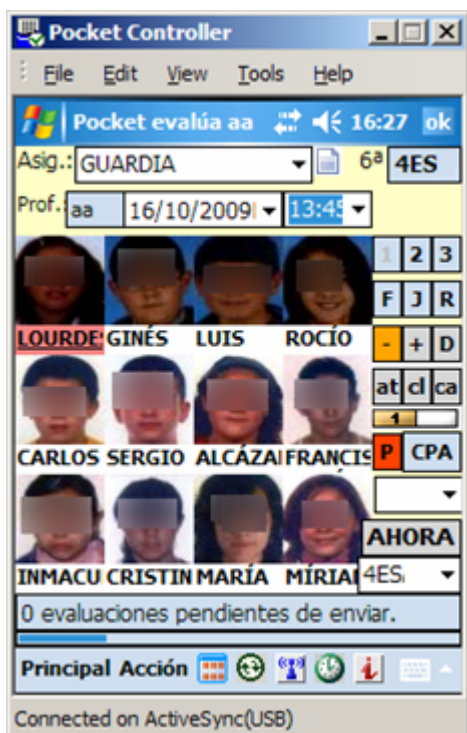 Pocket Controller
File Edit View Tools Help
Pocket evalúa aa 16:27 ok
Asig.: GUARDIA 6ª 4ES
Prof.: aa 16/10/2009 13:45
1 2 3
F J R
LOURDE GINÉS LUIS ROCÍO
- + D
at cl ca
1
CARLOS SERGIO ALCÁZA FRANCIS
P CPA
AHORA
INMACU CRISTIN MARÍA MÍRIA
4ES
0 evaluaciones pendientes de enviar.
Principal Acción
Connected on ActiveSync(USB)